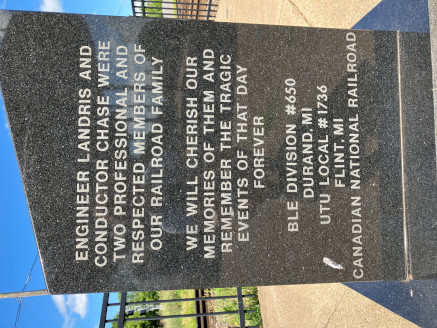 ENGINEER LANDRIS AND
CONDUCTOR CHASE WERE
TWO PROFESSIONAL AND
RESPECTED MEMBERS OF
OUR RAILROAD FAMILY
WE WILL CHERISH OUR
MEMORIES OF THEM AND
REMEMBER THE TRAGIC
EVENTS OF THAT DAY
FOREVER
BLE DIVISION #650
DURAND, MI
UTU LOCAL #1736
FLINT, MI
CANADIAN NATIONAL RAILROAD